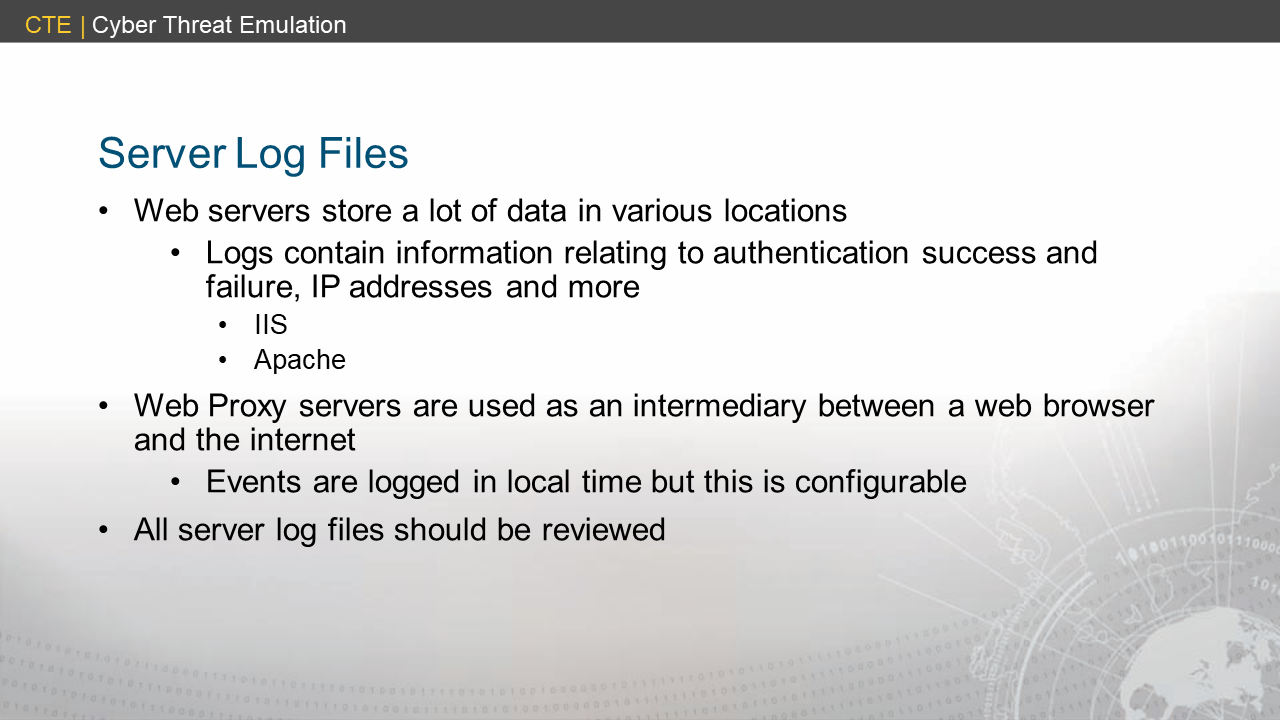 CTE | Cyber Threat Emulation
Server Log Files
• Web servers store a lot of data in various locations
• Logs contain information relating to authentication success and
failure, IP addresses and more
• IIS
• Apache
• Web Proxy servers are used as an intermediary between a web browser
and the internet
• Events are logged in local time but this is configurable
• All server log files should be reviewed